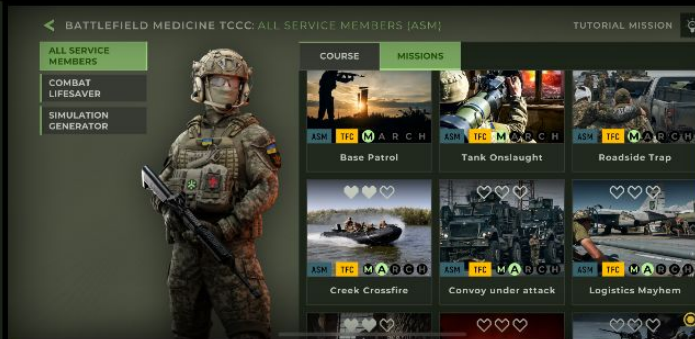 BATTLEFIELD MEDICINE TCCC: ALL SERVICE MEMBERS (ASM)
TUTORIAL MISSION
ALL SERVICE
MEMBERS
COMBAT
LIFESAVER
SIMULATION
GENERATOR
COURSE
MISSIONS
ASM TFC M A R C H
ASM TFC M A R C H
ASM TFC M A R C H
Base Patrol
Tank Onslaught
Roadside Trap
ASM TFC M A R C H
ASM TFC M A R C H
ASM TFC M A R C H
Creek Crossfire
Convoy under attack
Logistics Mayhem